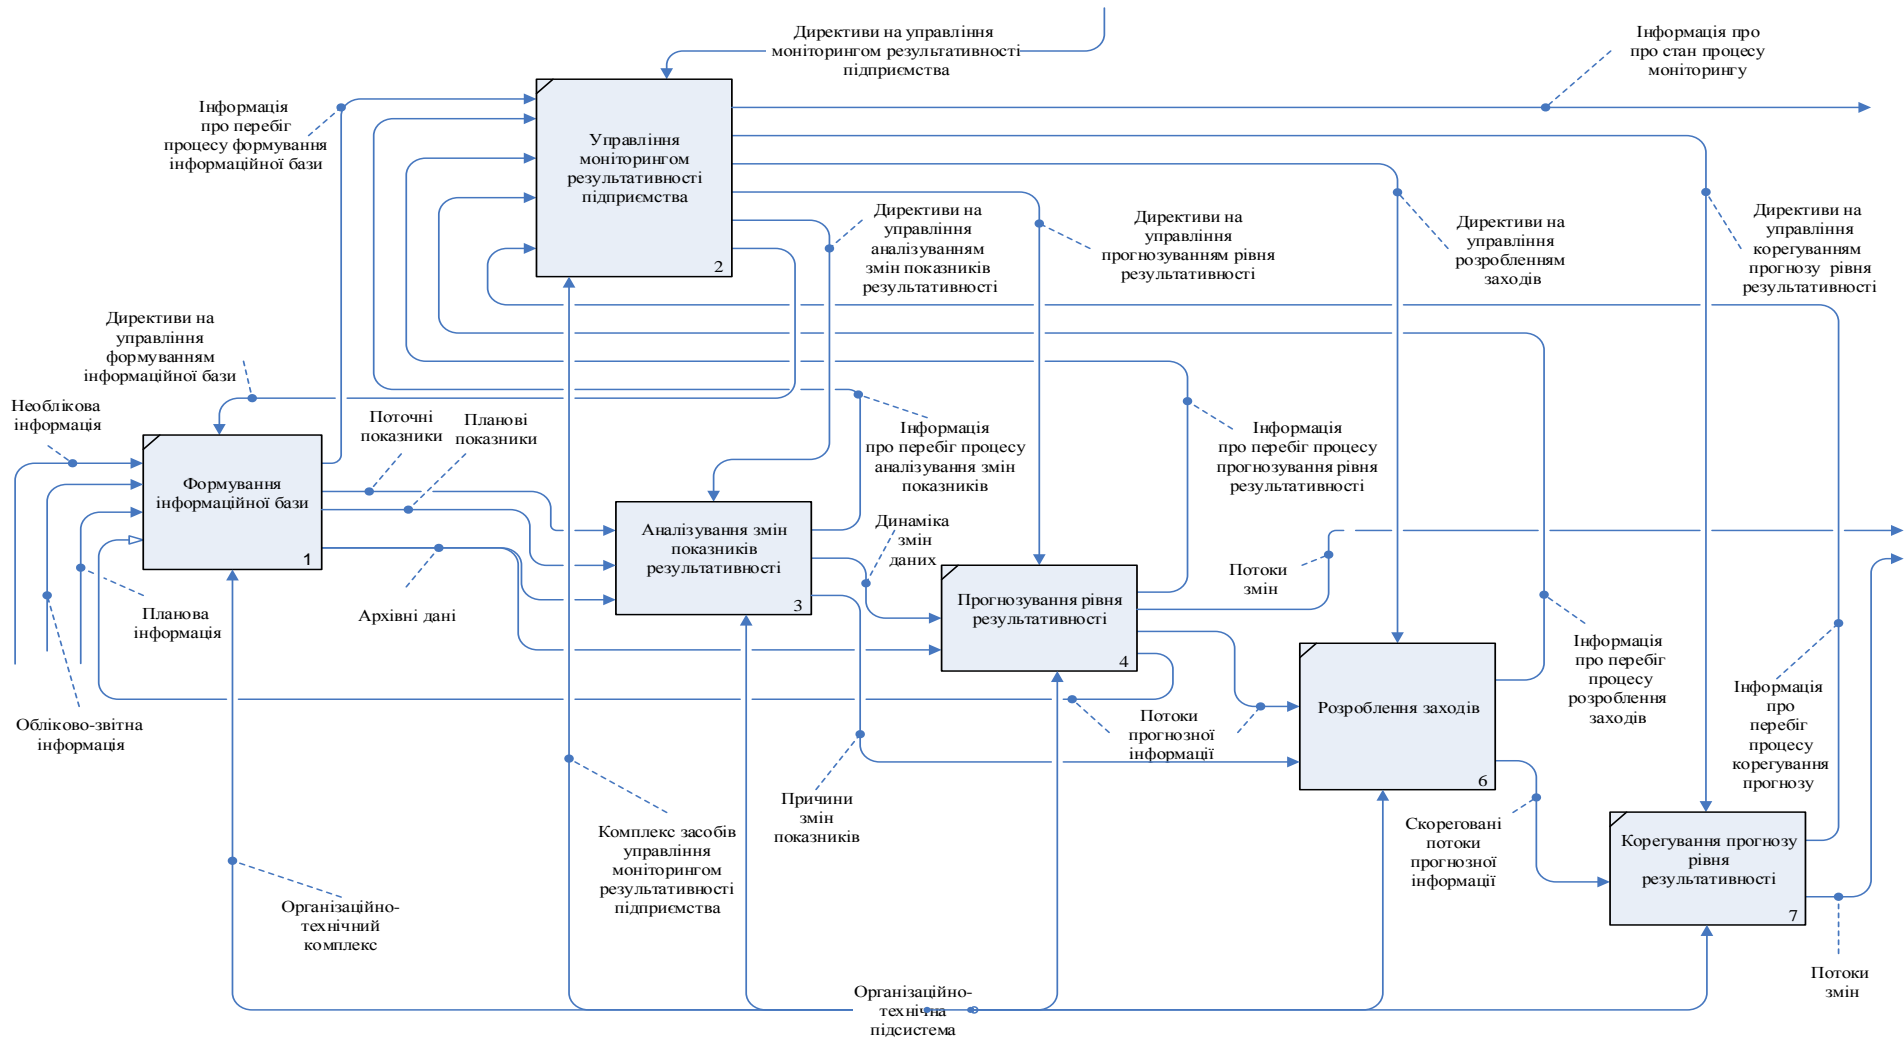 Директиви на управління
моніторингом результативності
підприємства
Інформація про
про стан процесу
моніторингу
Інформація
про перебіг
процесу формування
інформаційної бази
Управління
моніторингом
результативності
підприємства
2
Директиви на
управління
аналізуванням
змін показників
результативності
Директиви на
управління
прогнозуванням рівня
результативності
Директиви на
управління
розробленням
заходів
Директиви на
управління
корегуванням
прогнозу рівня
результативності
Директиви на
управління
формуванням
інформаційної бази
Необлікова
інформація
Поточні
показники
Планові
показники
Формування
інформаційної бази
1
Інформація
про перебіг процесу
аналізування змін
показників
Інформація
про перебіг процесу
прогнозування рівня
результативності
Аналізування змін
показників
результативності
3
Динаміка
змін
даних
Потоки
змін
Планова
інформація
Архівні дані
Прогнозування рівня
результативності
4
Інформація
про перебіг
процесу
розроблення
заходів
Інформація
про
перебіг
процесу
корегування
прогнозу
Обліково-звітна
інформація
Потоки
прогнозної
інформації
Розроблення заходів
6
Причини
змін
показників
Комплекс засобів
управління
моніторингом
результативності
підприємства
Скореговані
потоки
прогнозної
інформації
Корегування прогнозу
рівня
результативності
7
Організаційно-
технічний
комплекс
Потоки
змін
Організаційно-
технічна
підсистема